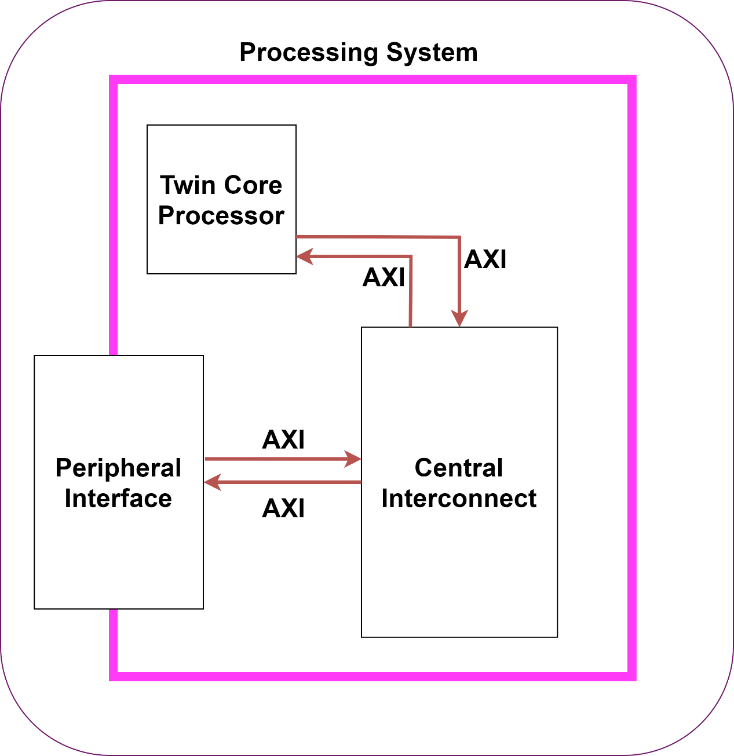 Processing System
Twin Core
Processor
AXI
AXI
AXI
Peripheral
Interface
Central
Interconnect
AXI